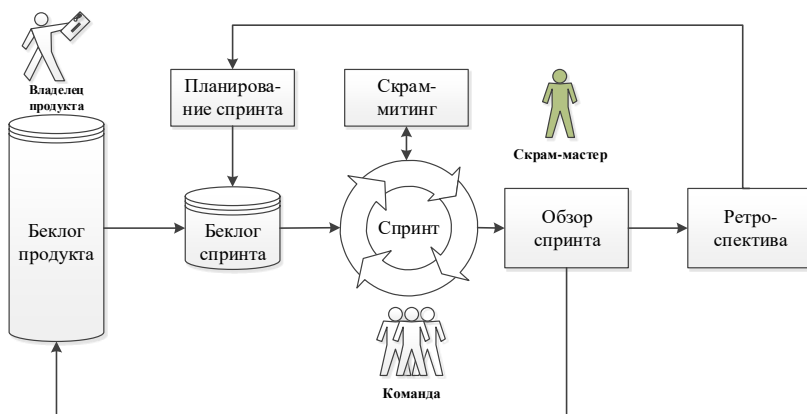 Владелец
продукта
Планирова-
ние спринта
Скрам-
митинг
Скрам-мастер
Беклог
продукта
Беклог
спринта
Спринт
Обзор
спринта
Ретро-
спектива
Команда